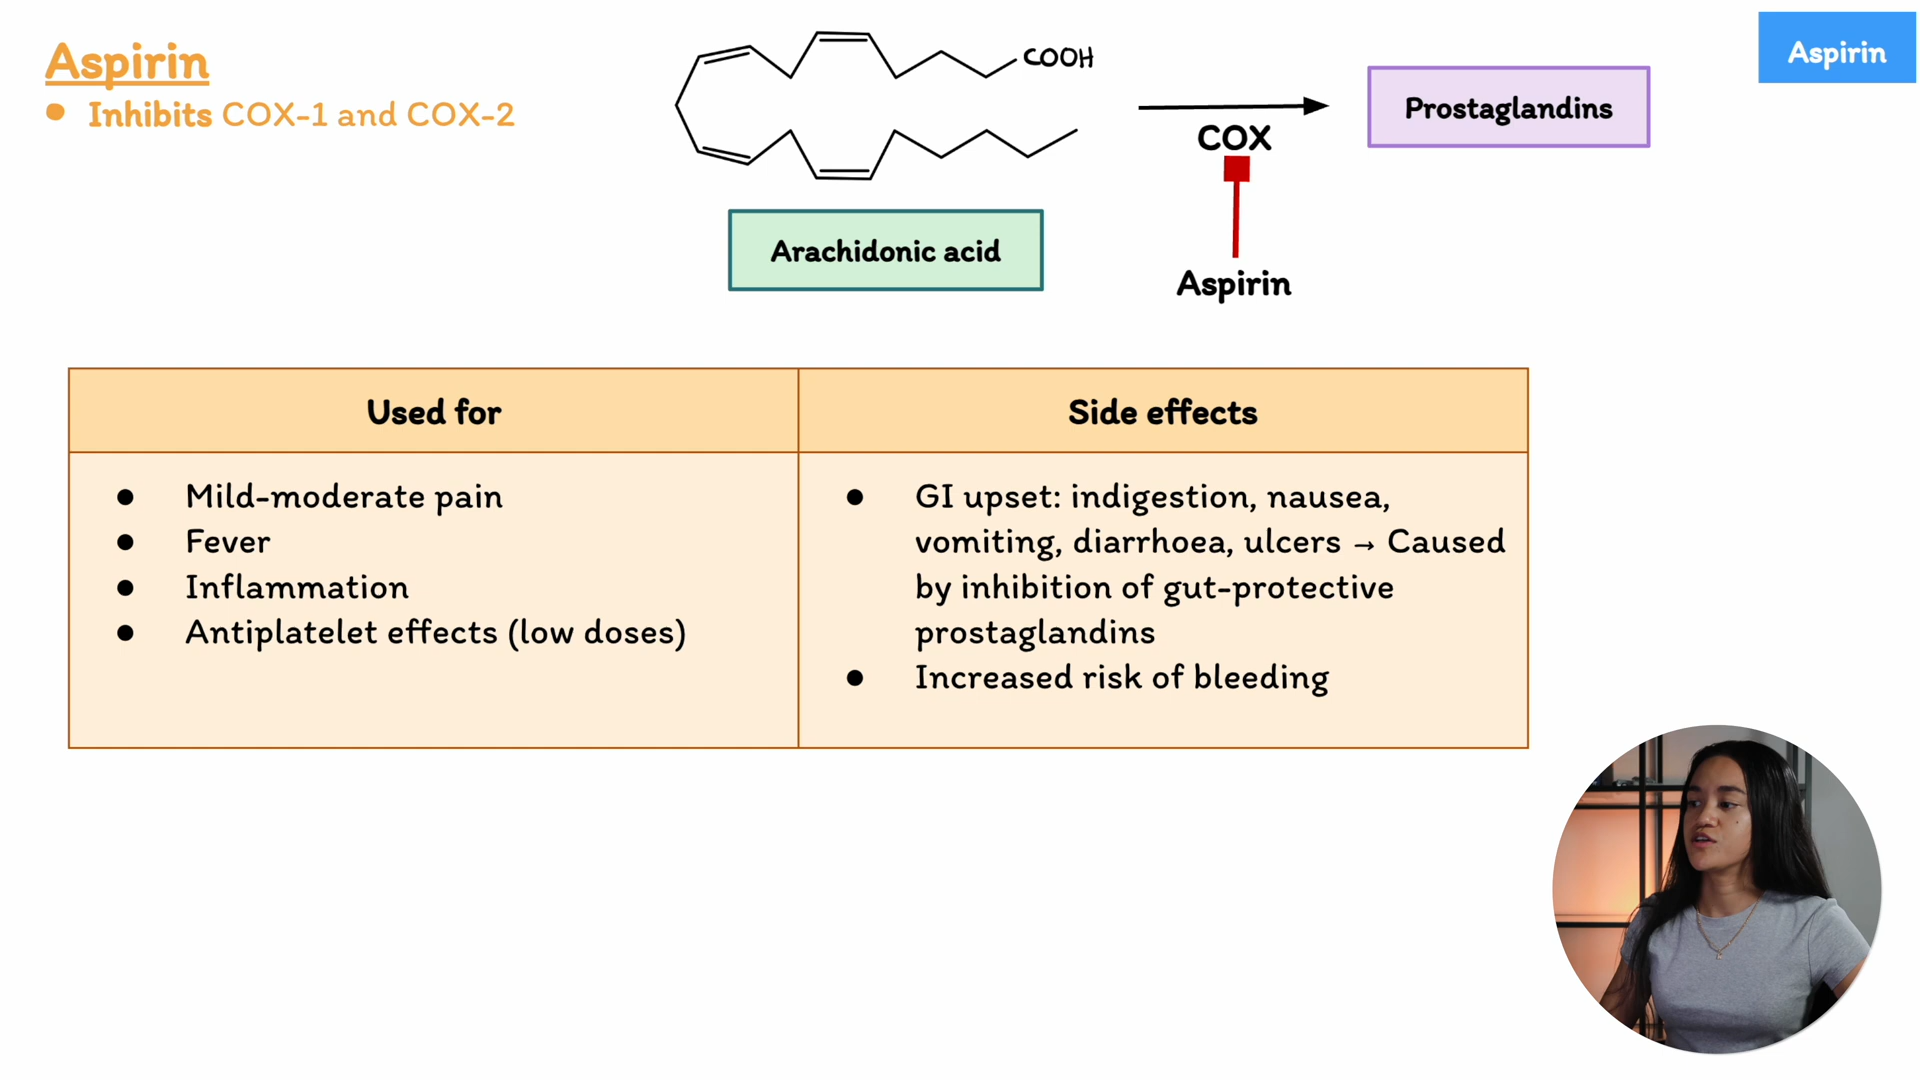 Aspirin
● Inhibits COX-1 and COX-2
COOH
COX
Aspirin
Prostaglandins
Arachidonic acid
Aspirin
Used for
● Mild-moderate pain
● Fever
● Inflammation
● Antiplatelet effects (low doses)
Side effects
● GI upset: indigestion, nausea,
vomiting, diarrhoea, ulcers → Caused
by inhibition of gut-protective
prostaglandins
● Increased risk of bleeding